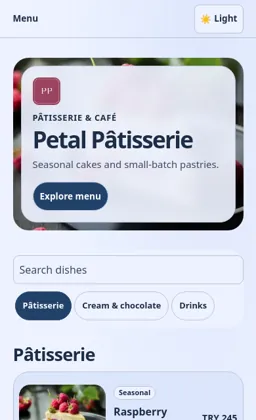 Menu
☀️ Light
PP
PÂTISSERIE & CAFÉ
Petal Pâtisserie
Seasonal cakes and small-batch pastries.
Explore menu
Search dishes
Pâtisserie
Cream & chocolate
Drinks
Pâtisserie
Seasonal
Raspberry
TRY 245